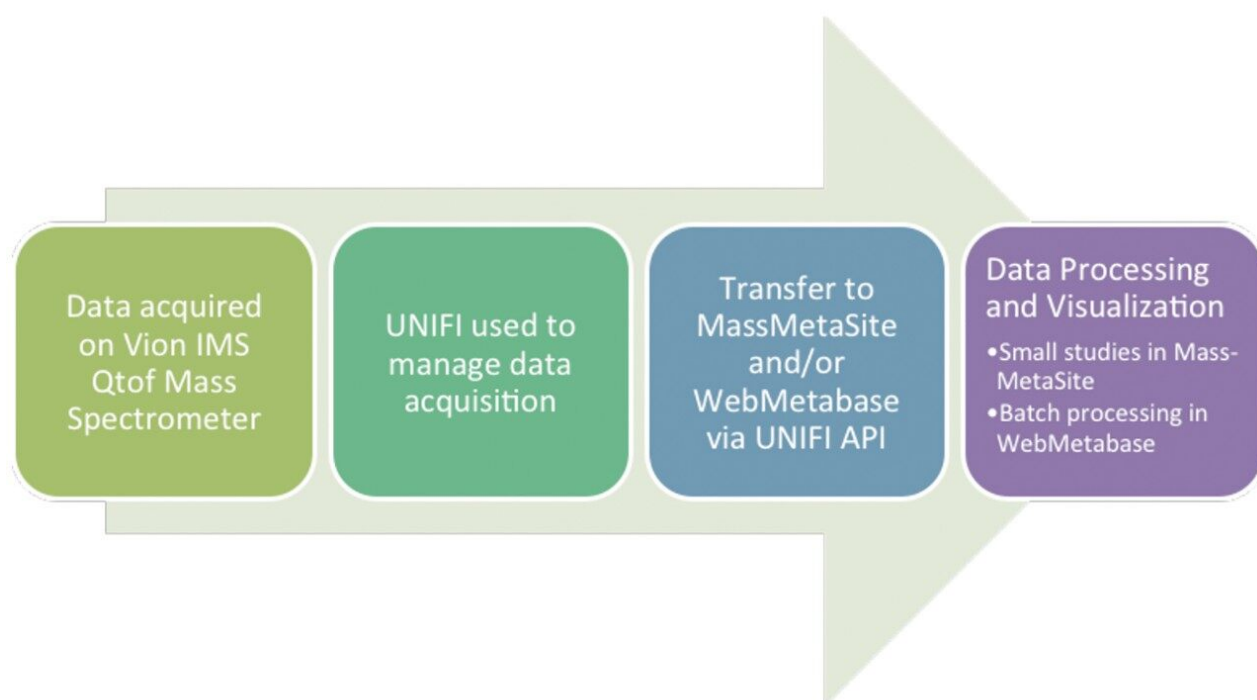 Data acquired
on Vion IMS
Qtof Mass
Spectrometer
UNIFI used to
manage data
acquisition
Transfer to
MassMetaSite
and/or
WebMetabase
via UNIFI API
Data Processing
and Visualization
•Small studies in Mass-
MetaSite
•Batch processing in
WebMetabase